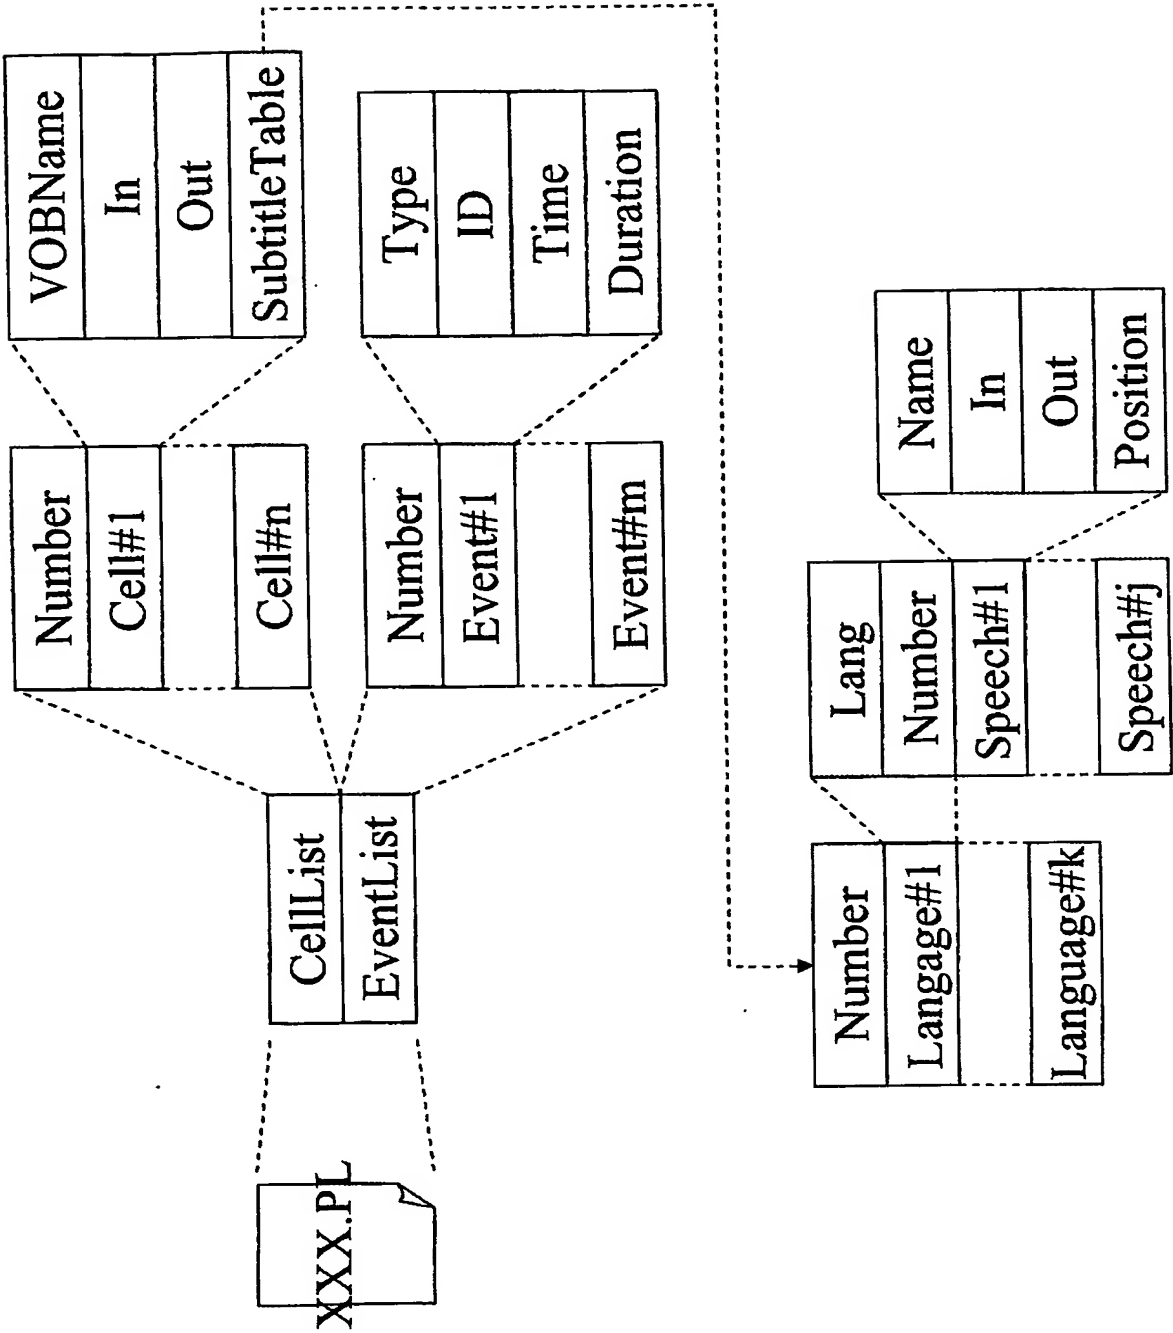 XXX.PL
CellList
EventList
Number
Cell#1
Cell#n
VOBName
In
Out
SubtitleTable
Number
Event#1
Event#m
Type
ID
Time
Duration
Number
Langage#1
Language#k
Lang
Number
Speech#1
Speech#j
Name
In
Out
Position